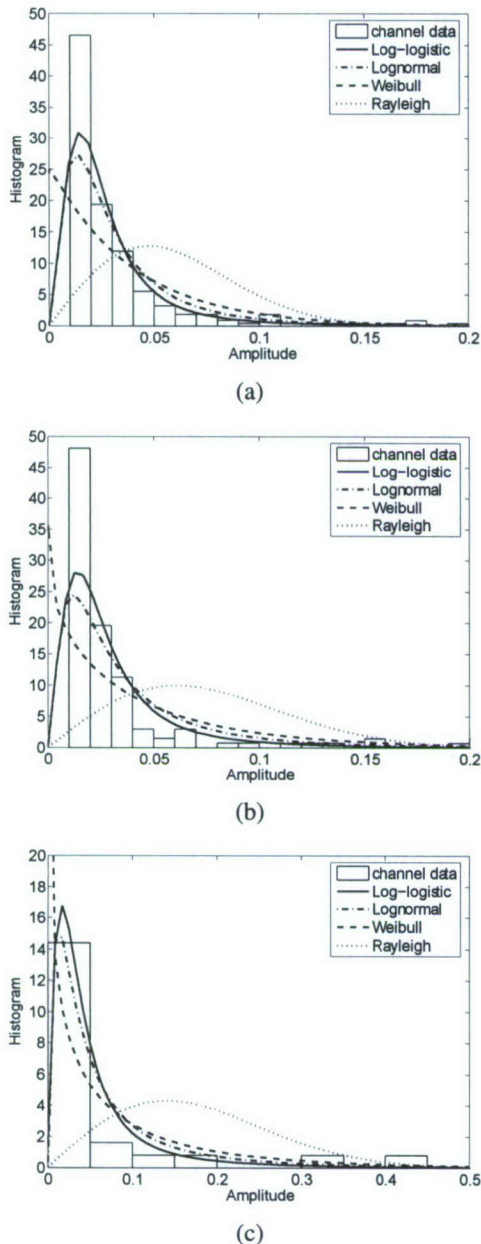 50
45
40
35
30
25
20
15
10
5
0
Histogram
channel data
Log-logistic
Lognormal
Weibull
Rayleigh
0 0.05 0.1 0.15 0.2
Amplitude
(a)
50
45
40
35
30
25
20
15
10
5
0
Histogram
channel data
Log-logistic
Lognormal
Weibull
Rayleigh
0 0.05 0.1 0.15 0.2
Amplitude
(b)
20
18
16
14
12
10
8
6
4
2
0
Histogram
channel data
Log-logistic
Lognormal
Weibull
Rayleigh
0 0.1 0.2 0.3 0.4 0.5
Amplitude
(c)